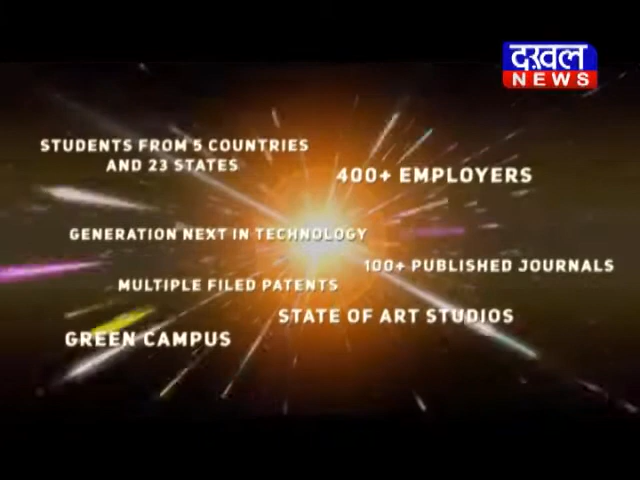 दख़ल
NEWS
STUDENTS FROM 5 COUNTRIES
AND 23 STATES
400+ EMPLOYERS
GENERATION NEXT IN TECHNOLOGY
100+ PUBLISHED JOURNALS
MULTIPLE FILED PATENTS
STATE OF ART STUDIOS
GREEN CAMPUS